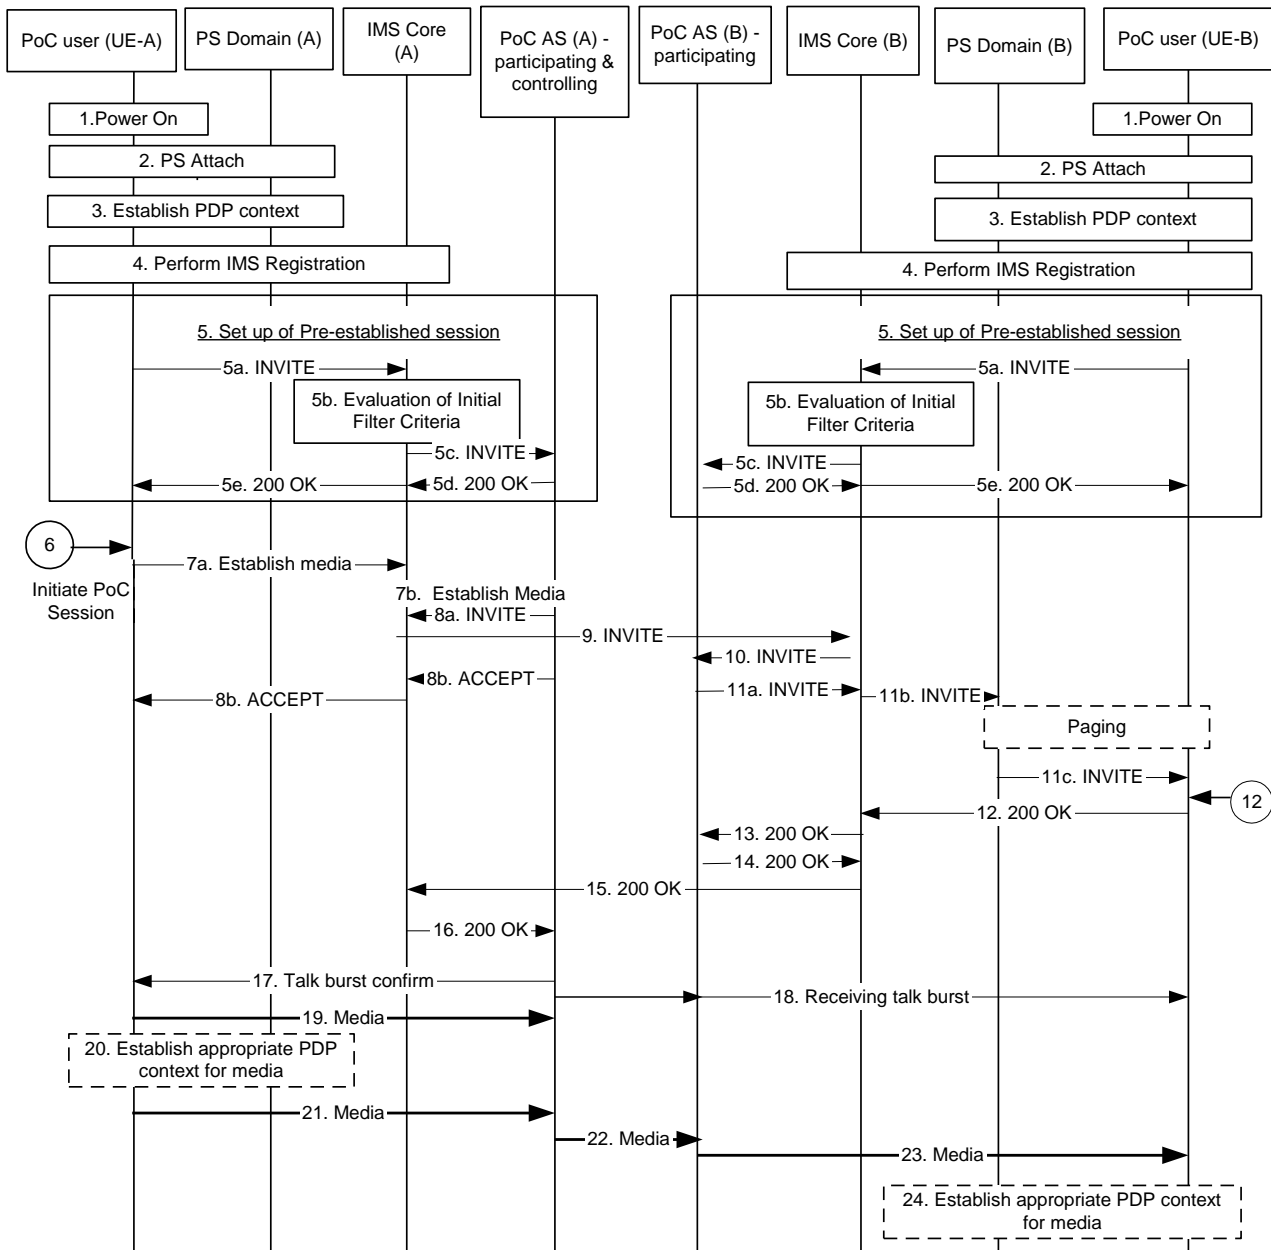 PoC user (UE-A)
PS Domain (A)
IMS Core
(A)
PoC AS (A) -
participating &
controlling
PoC AS (B) -
participating
IMS Core (B)
PS Domain (B)
PoC user (UE-B)
1.Power On
1.Power On
2. PS Attach
2. PS Attach
3. Establish PDP context
3. Establish PDP context
4. Perform IMS Registration
4. Perform IMS Registration
5. Set up of Pre-established session
5. Set up of Pre-established session
5a. INVITE
5a. INVITE
5b. Evaluation of Initial
Filter Criteria
5b. Evaluation of Initial
Filter Criteria
5c. INVITE
5c. INVITE
5e. 200 OK
5d. 200 OK
5d. 200 OK
5e. 200 OK
6
Initiate PoC
Session
7a. Establish media
7b. Establish Media
8a. INVITE
9. INVITE
10. INVITE
8b. ACCEPT
8b. ACCEPT
11a. INVITE
11b. INVITE
Paging
11c. INVITE
12
12. 200 OK
13. 200 OK
14. 200 OK
15. 200 OK
16. 200 OK
17. Talk burst confirm
18. Receiving talk burst
19. Media
20. Establish appropriate PDP
context for media
21. Media
22. Media
23. Media
24. Establish appropriate PDP context
for media